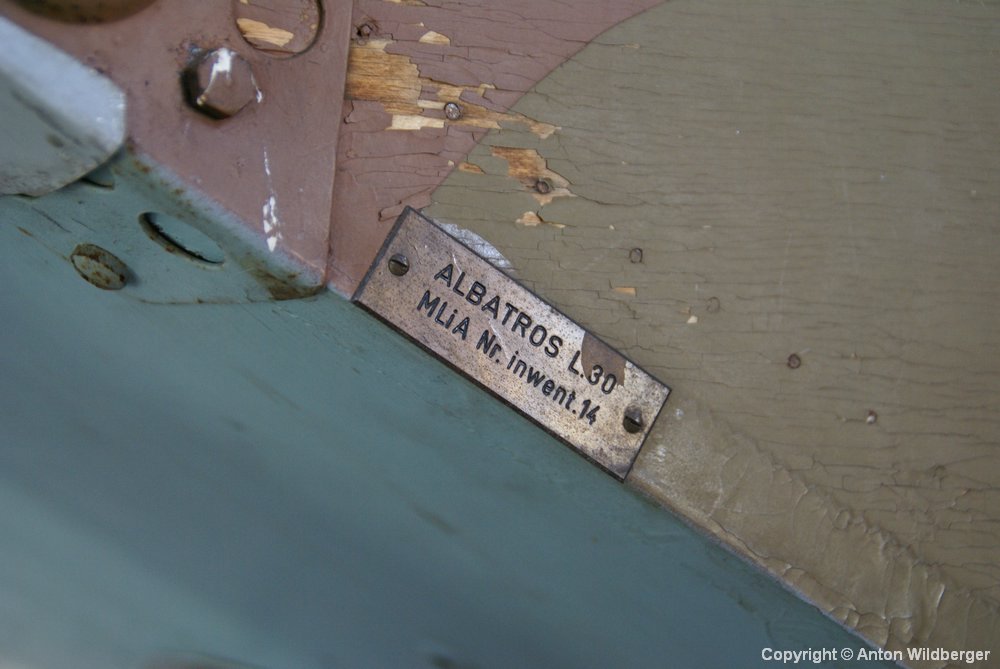 ALBATROS L.30
MLiA Nr. inwent.14
Copyright © Anton Wildberger